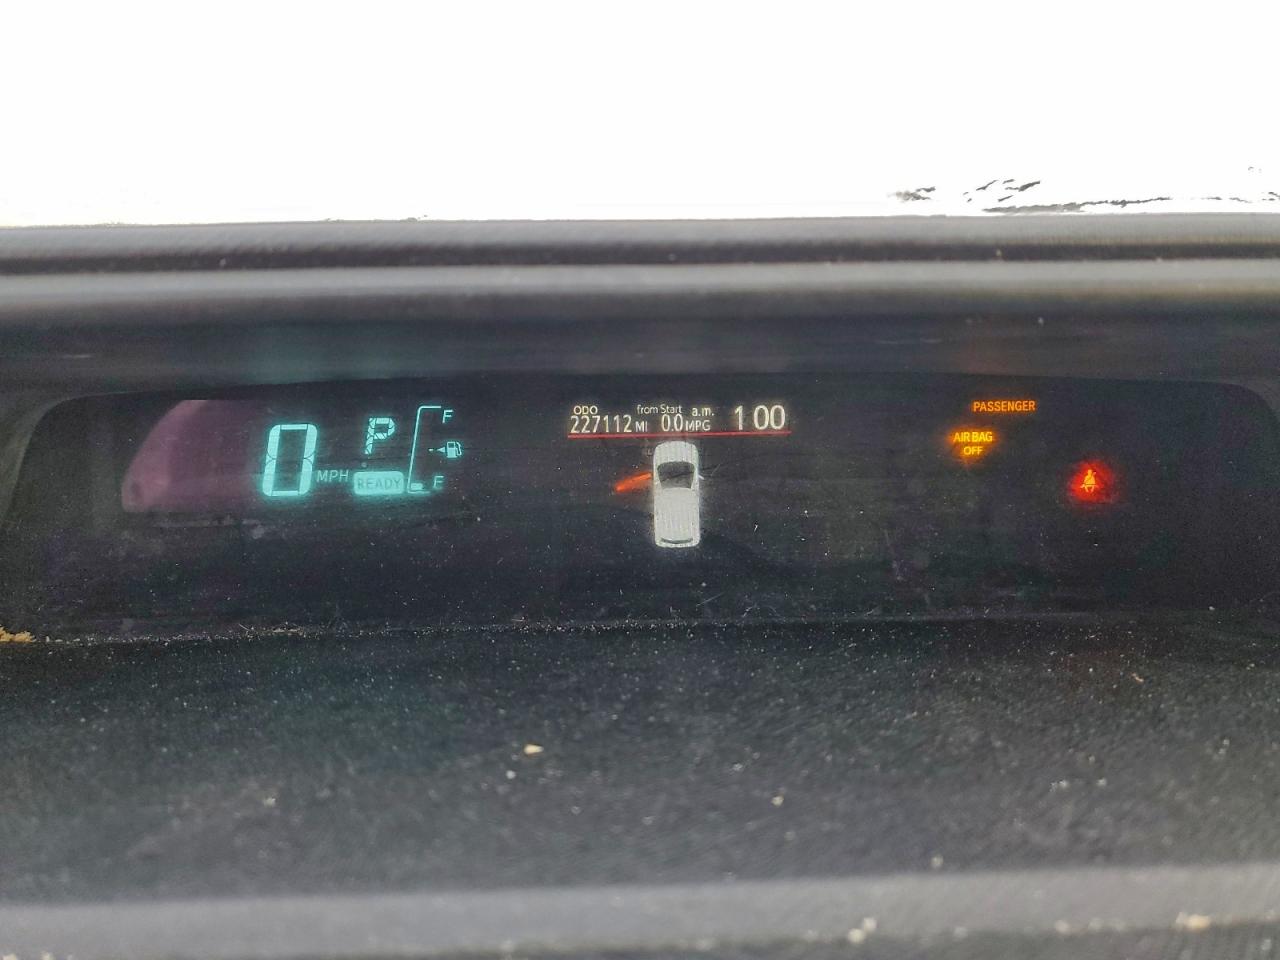 0 MPH
P
READY
F
E
ODO
227112 MI
from Start
0.0 MPG
a.m.
1 00
PASSENGER
AIR BAG
OFF